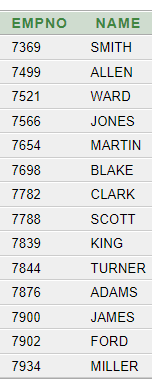 EMPNO NAME
7369 SMITH
7499 ALLEN
7521 WARD
7566 JONES
7654 MARTIN
7698 BLAKE
7782 CLARK
7788 SCOTT
7839 KING
7844 TURNER
7876 ADAMS
7900 JAMES
7902 FORD
7934 MILLER